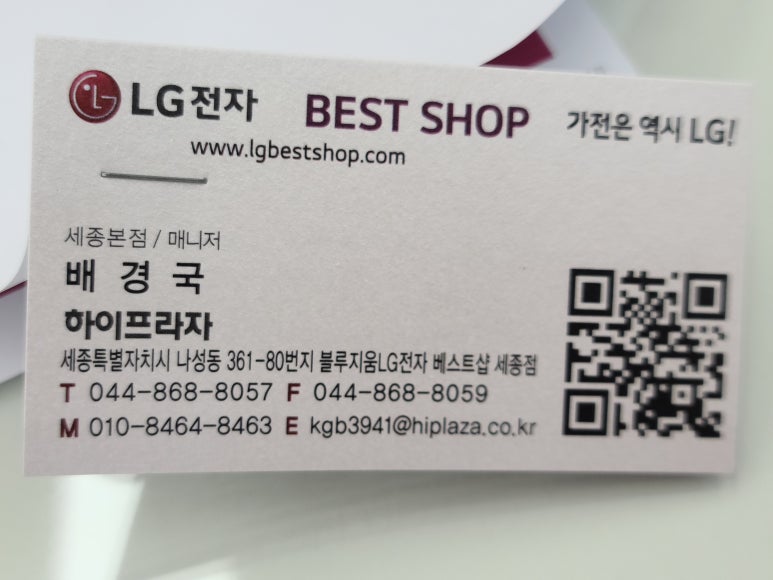 LG전자 BEST SHOP 가전은 역시 LG!
www.lgbestshop.com
세종본점 / 매니저
배 경 국
하이프라자
세종특별자치시 나성동 361-80번지 블루지움LG전자 베스트샵 세종점
T 044-868-8057 F 044-868-8059
M 010-8464-8463 E kgb3941@hiplaza.co.kr